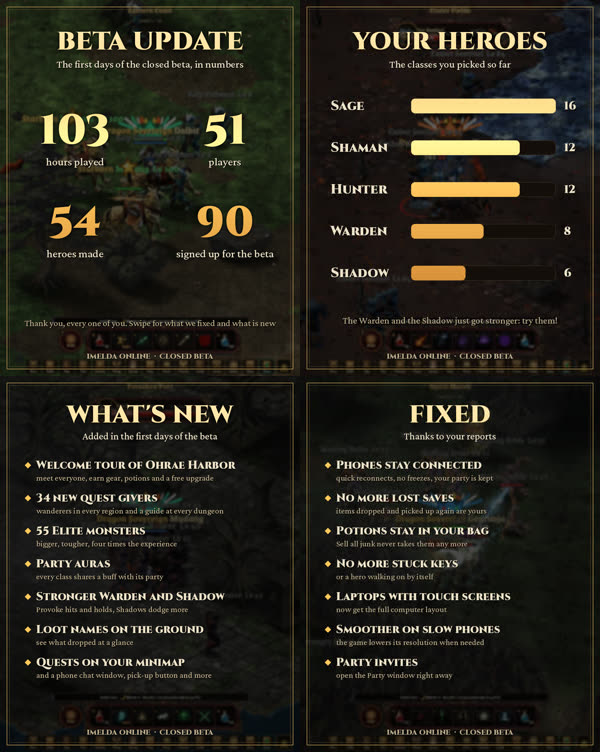 BETA UPDATE
The first days of the closed beta, in numbers
103
hours played
51
players
54
heroes made
90
signed up for the beta
Thank you, every one of you. Swipe for what we fixed and what is new
IMELDA ONLINE · CLOSED BETA
YOUR HEROES
The classes you picked so far
SAGE 16
SHAMAN 12
HUNTER 12
WARDEN 8
SHADOW 6
The Warden and the Shadow just got stronger: try them!
IMELDA ONLINE · CLOSED BETA
WHAT'S NEW
Added in the first days of the beta
WELCOME TOUR OF OHRAE HARBOR
meet everyone, earn gear, potions and a free upgrade
34 NEW QUEST GIVERS
wanderers in every region and a guide at every dungeon
55 ELITE MONSTERS
bigger, tougher, four times the experience
PARTY AURAS
every class shares a buff with its party
STRONGER WARDEN AND SHADOW
Provoke hits and holds, Shadows dodge more
LOOT NAMES ON THE GROUND
see what dropped at a glance
QUESTS ON YOUR MINIMAP
and a phone chat window, pick-up button and more
IMELDA ONLINE · CLOSED BETA
FIXED
Thanks to your reports
PHONES STAY CONNECTED
quick reconnects, no freezes, your party is kept
NO MORE LOST SAVES
items dropped and picked up again are yours
POTIONS STAY IN YOUR BAG
Sell all junk never takes them any more
NO MORE STUCK KEYS
or a hero walking on by itself
LAPTOPS WITH TOUCH SCREENS
now get the full computer layout
SMOOTHER ON SLOW PHONES
the game lowers its resolution when needed
PARTY INVITES
open the Party window right away
IMELDA ONLINE · CLOSED BETA